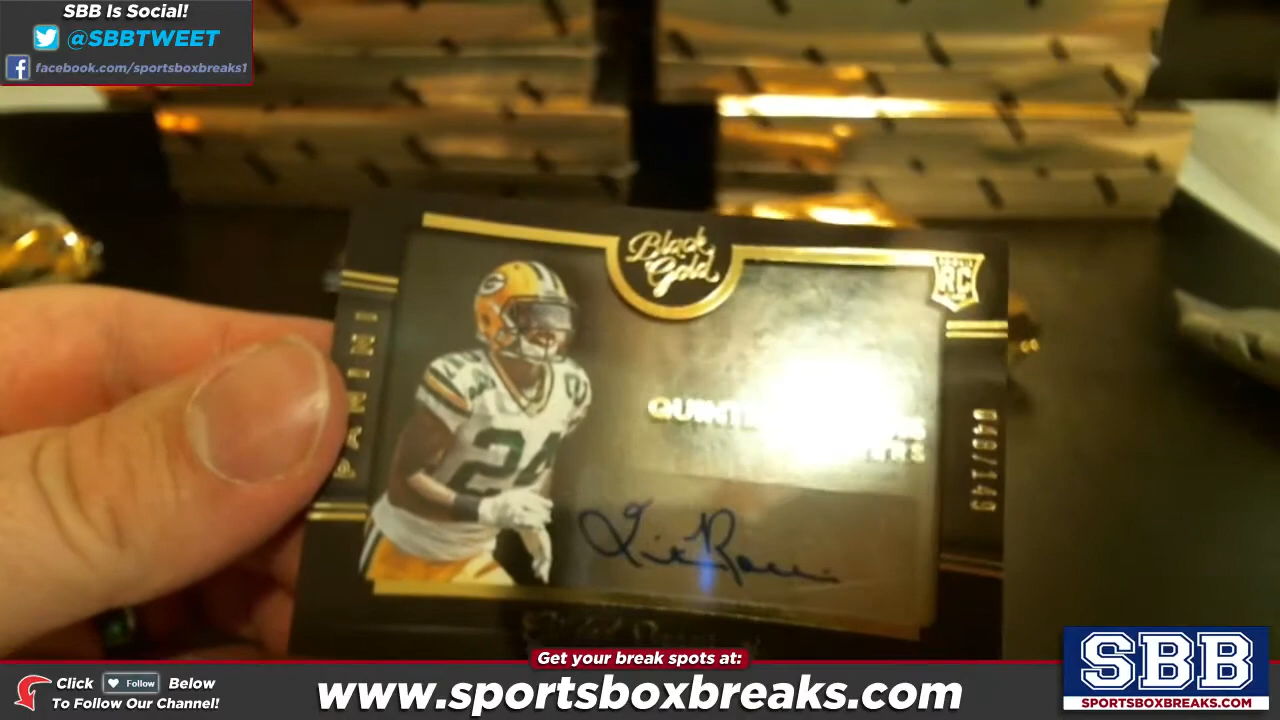 SBB Is Social!
@SBBTWEET
facebook.com/sportsboxbreaks1
Black
Gold
RC
PANINI
24
049/149
Get your break spots at:
Click Follow Below
To Follow Our Channel!
www.sportsboxbreaks.com
SBB
SPORTSBOXBREAKS.COM